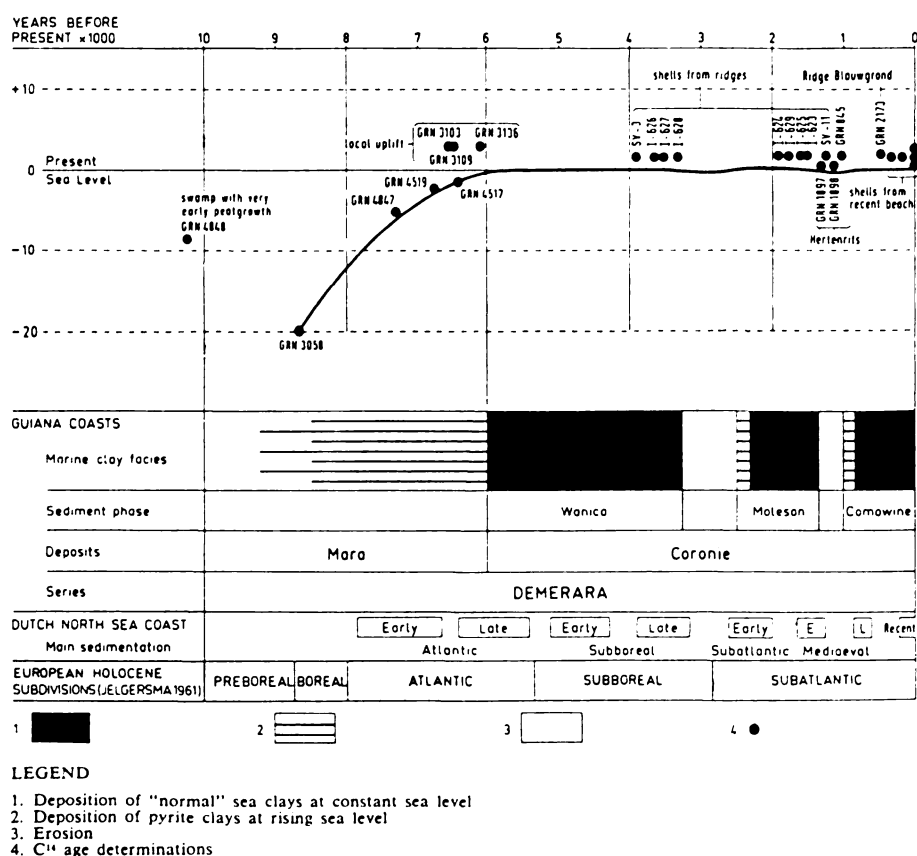 YEARS BEFORE
PRESENT ×1000 10 9 8 7 6 5 4 3 2 1 0
shells from ridges Ridge Blauwgrond
+10
SV-3 I-626 I-627 I-628 I-624 I-629 I-625 I-623 SV-11 GRN 845 GRN 2173
local uplift GRN 3103 GRN 3136
GRN 3109
Present 0
Sea Level
GRN 4519 GRN 4517
GRN 4847
swamp with very
early peatgrowth
GRN 4848
GRN 1897 GRN 1898
shells from
recent beach
Hertenrits
-10
-20
GRN 3058
GUIANA COASTS
Marine clay facies
Sediment phase Wanica Moleson Comowine
Deposits Mara Coronie
Series DEMERARA
DUTCH NORTH SEA COAST Early Late Early Late Early E L Recent
Main sedimentation Atlantic Subboreal Subatlantic Mediaeval
EUROPEAN HOLOCENE
SUBDIVISIONS (JELGERSMA 1961) PREBOREAL BOREAL ATLANTIC SUBBOREAL SUBATLANTIC
1 2 3 4
LEGEND
1. Deposition of "normal" sea clays at constant sea level
2. Deposition of pyrite clays at rising sea level
3. Erosion
4. C¹⁴ age determinations